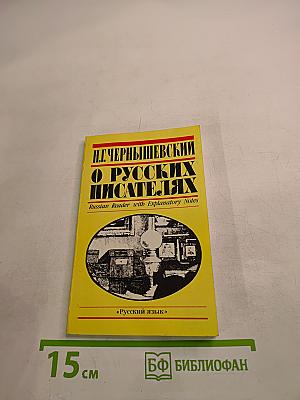 Н.Г. ЧЕРНЫШЕВСКИЙ
О РУССКИХ
ПИСАТЕЛЯХ
Russian Reader with Explanatory Notes
«Русский язык»
15 см
БФ БИБЛИОФАН